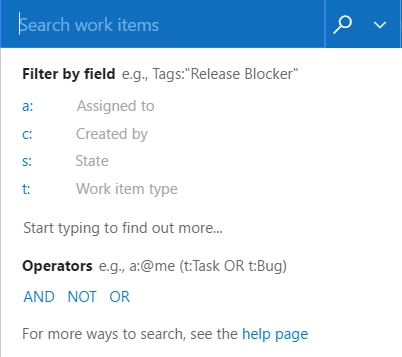 Search work items
Filter by field e.g., Tags:"Release Blocker"
a: Assigned to
c: Created by
s: State
t: Work item type
Start typing to find out more...
Operators e.g., a:@me (t:Task OR t:Bug)
AND NOT OR
For more ways to search, see the help page